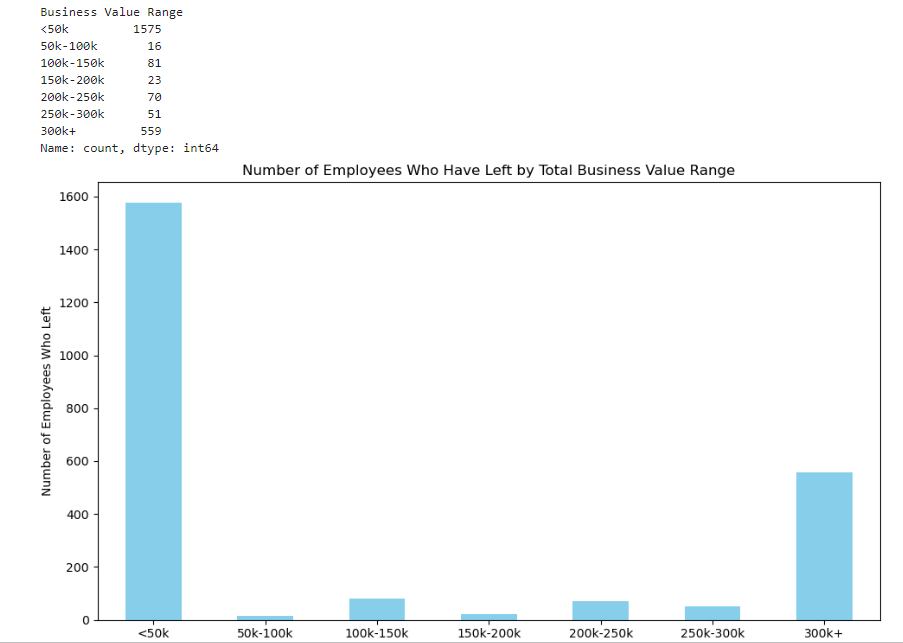 Business Value Range
<50k 1575
50k-100k 16
100k-150k 81
150k-200k 23
200k-250k 70
250k-300k 51
300k+ 559
Name: count, dtype: int64
Number of Employees Who Have Left by Total Business Value Range
Number of Employees Who Left
1600
1400
1200
1000
800
600
400
200
0
<50k 50k-100k 100k-150k 150k-200k 200k-250k 250k-300k 300k+